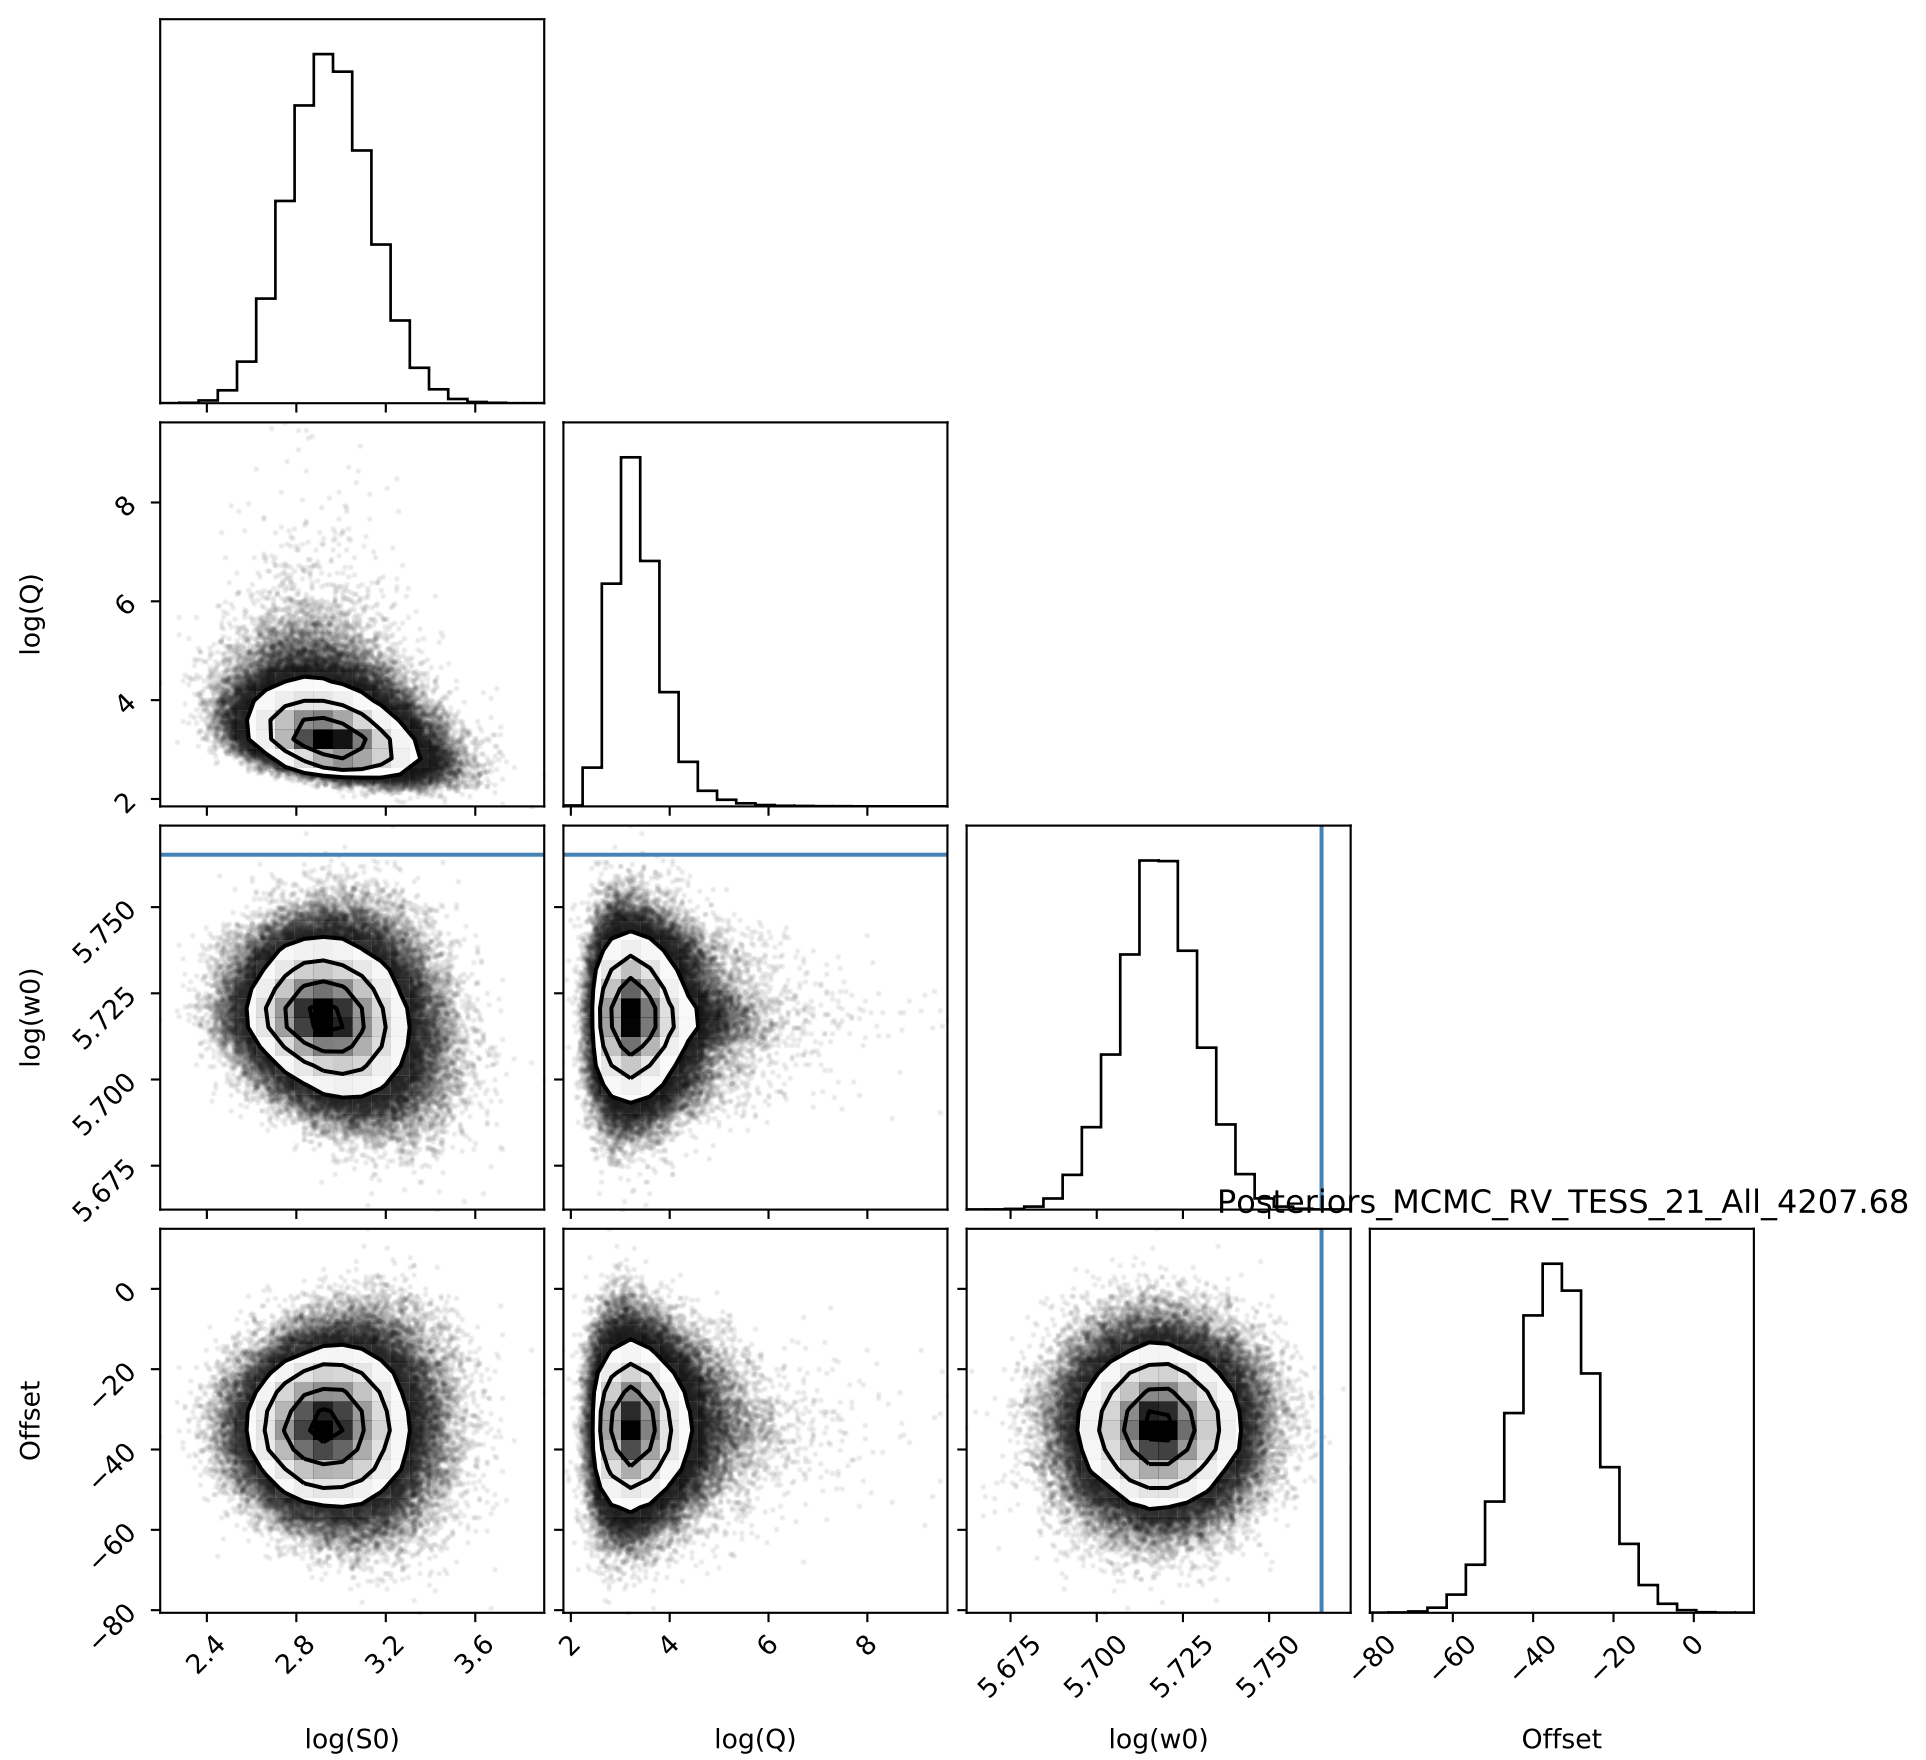 8
6
4
2
log(Q)
5.750
5.725
5.700
5.675
log(w0)
Posteriors_MCMC_RV_TESS_21_All_4207.68
0
−20
−40
−60
−80
Offset
2.4 2.8 3.2 3.6 2 4 6 8 5.675 5.700 5.725 5.750 −80 −60 −40 −20 0
log(S0) log(Q) log(w0) Offset